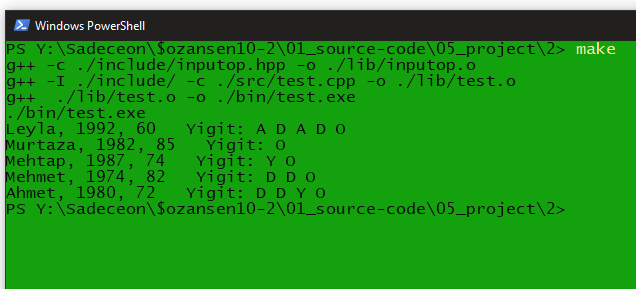 Windows PowerShell
PS Y:\Sadeceon\$ozansen10-2\01_source-code\05_project\2> make
g++ -c ./include/inputop.hpp -o ./lib/inputop.o
g++ -I ./include/ -c ./src/test.cpp -o ./lib/test.o
g++  ./lib/test.o -o ./bin/test.exe
./bin/test.exe
Leyla, 1992, 60   Yigit: A D A D O
Murtaza, 1982, 85   Yigit: O
Mehtap, 1987, 74   Yigit: Y O
Mehmet, 1974, 82   Yigit: D D O
Ahmet, 1980, 72   Yigit: D D Y O
PS Y:\Sadeceon\$ozansen10-2\01_source-code\05_project\2>